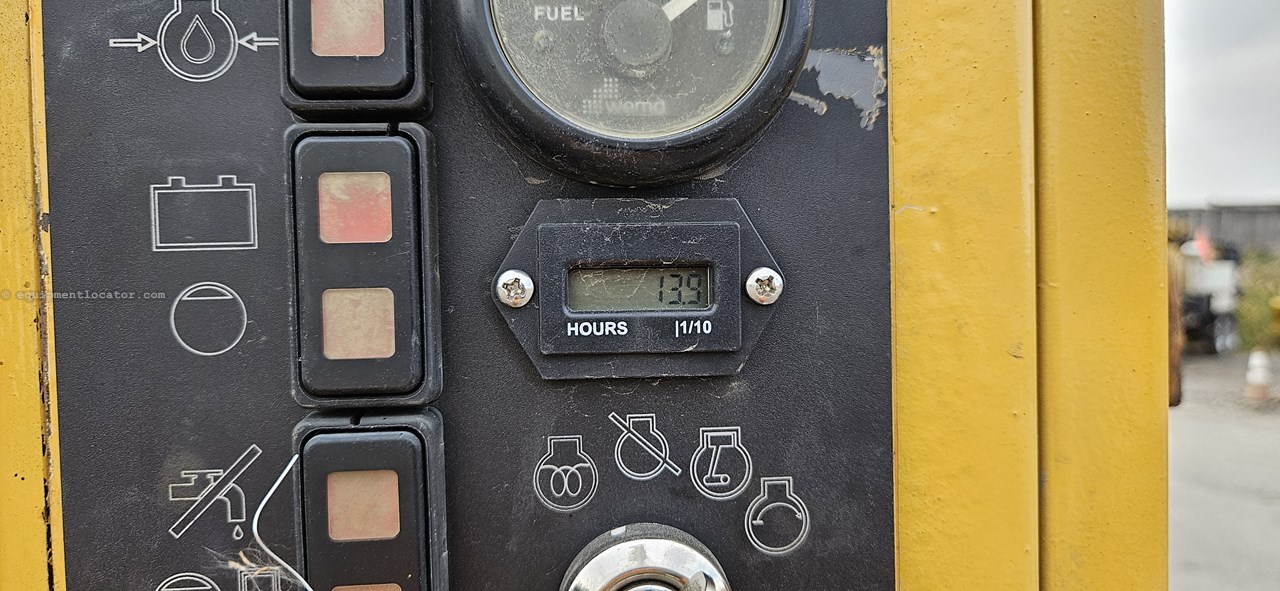 FUEL
wema
© equipmentlocator.com
13.9
HOURS |1/10